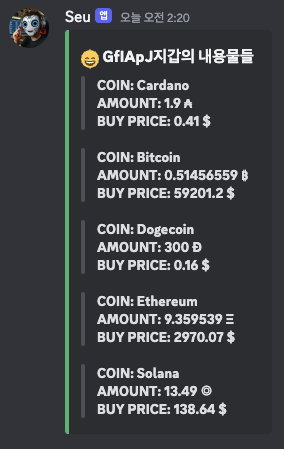 Seu 앱 오늘 오전 2:20
GflApJ지갑의 내용물들
COIN: Cardano
AMOUNT: 1.9 ₳
BUY PRICE: 0.41 $
COIN: Bitcoin
AMOUNT: 0.51456559 ฿
BUY PRICE: 59201.2 $
COIN: Dogecoin
AMOUNT: 300 Ð
BUY PRICE: 0.16 $
COIN: Ethereum
AMOUNT: 9.359539 Ξ
BUY PRICE: 2970.07 $
COIN: Solana
AMOUNT: 13.49 ◎
BUY PRICE: 138.64 $